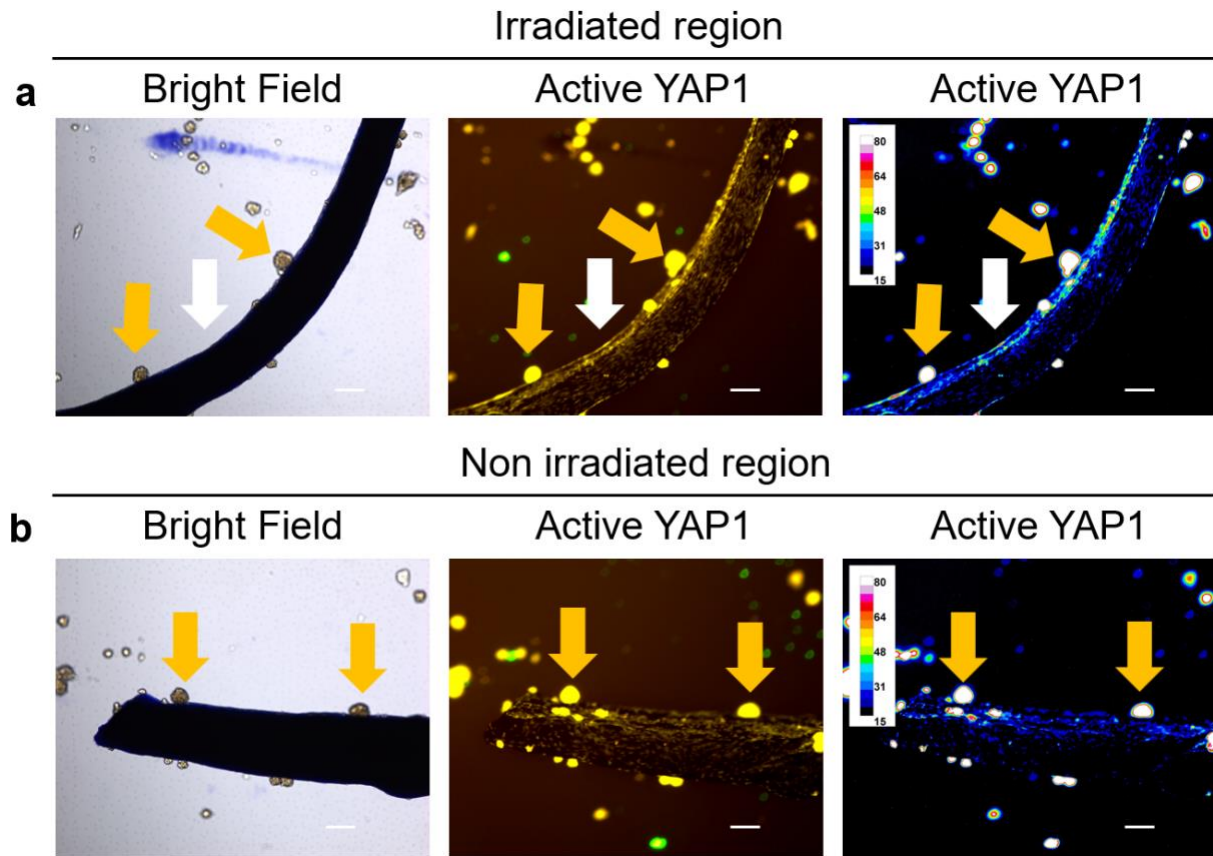 Irradiated region
a
Bright Field
Active YAP1
Active YAP1
80
64
48
31
15
Non irradiated region
b
Bright Field
Active YAP1
Active YAP1
80
64
48
31
15